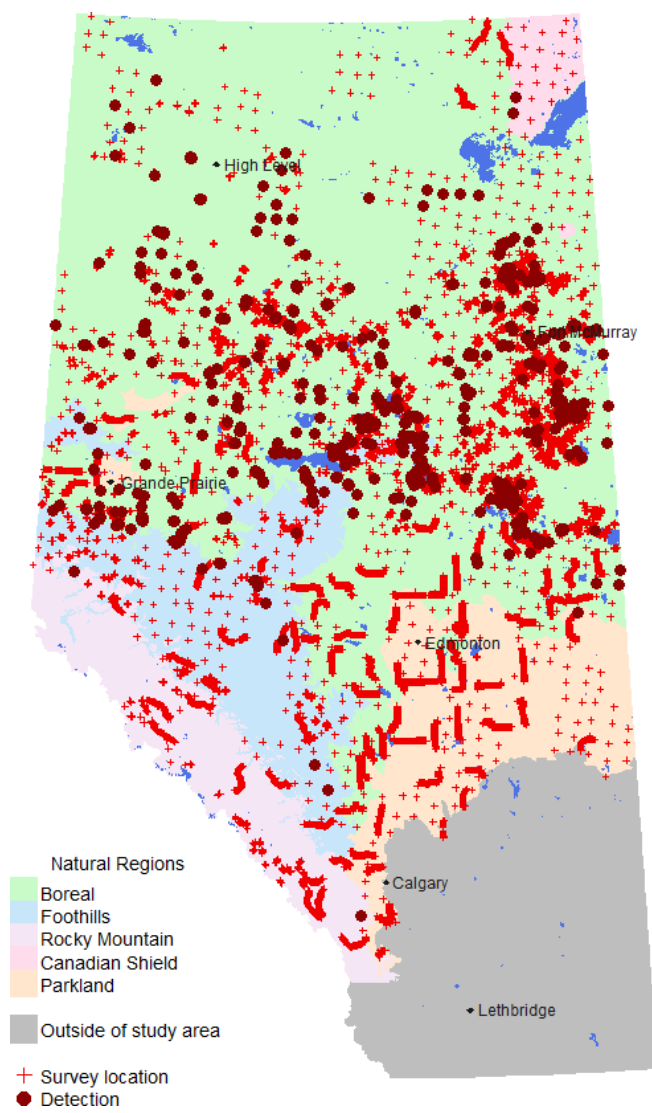 High Level
Fort McMurray
Grande Prairie
Edmonton
Calgary
Lethbridge
Natural Regions
Boreal
Foothills
Rocky Mountain
Canadian Shield
Parkland
Outside of study area
Survey location
Detection